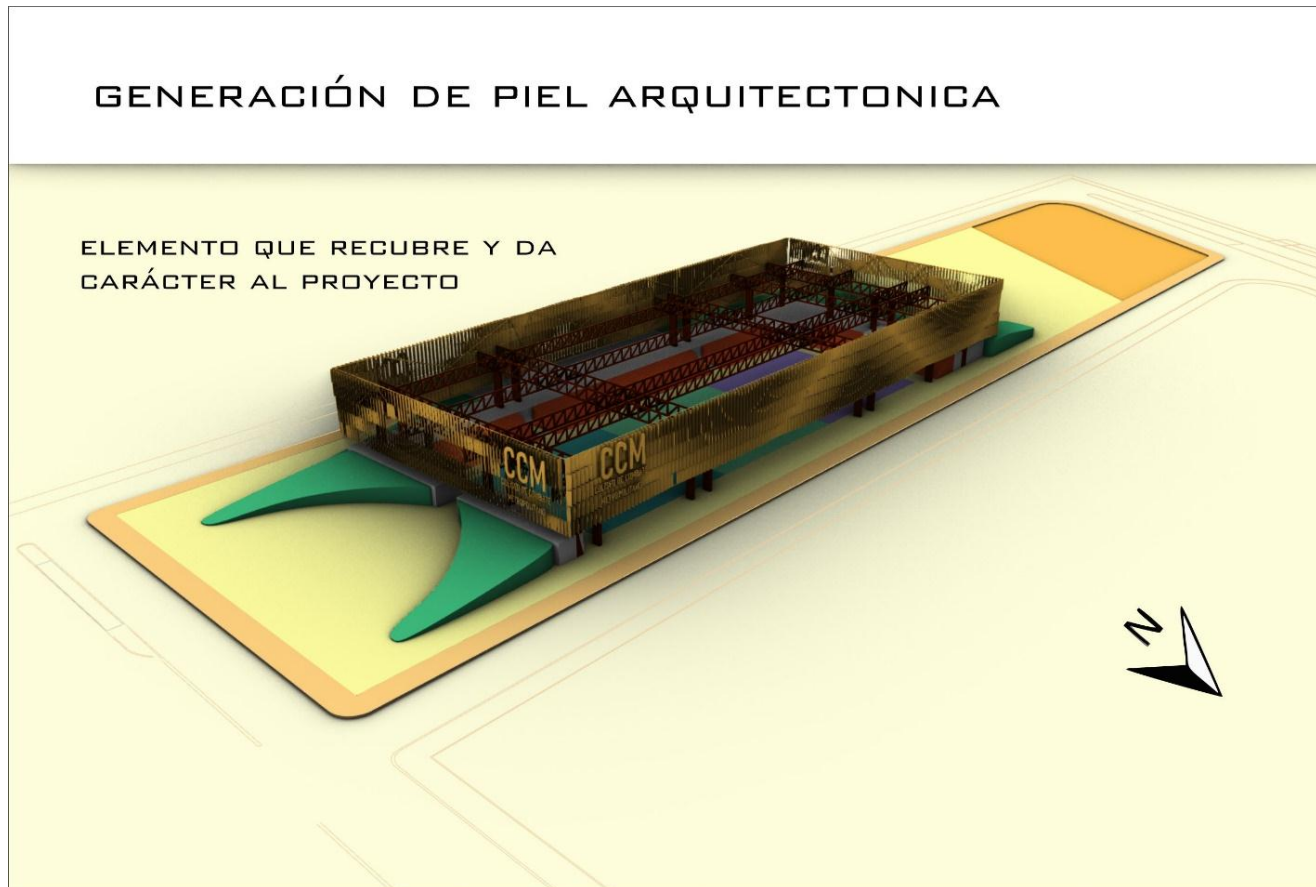 GENERACIÓN DE PIEL ARQUITECTONICA
ELEMENTO QUE RECUBRE Y DA
CARÁCTER AL PROYECTO
CCM
CCM
N